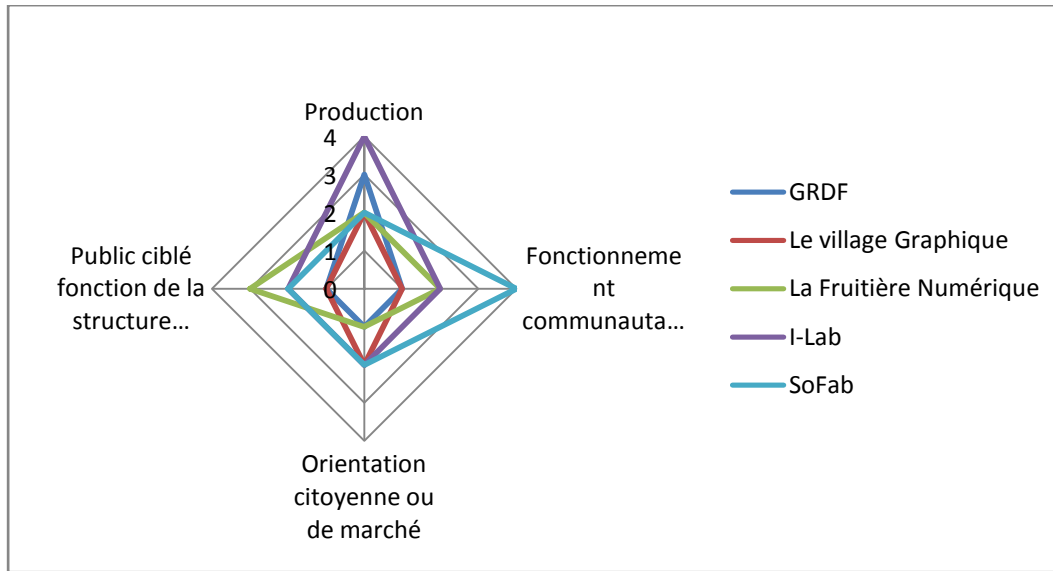 Production
4
3
2
1
0
Public ciblé
fonction de la
structure…
Fonctionneme
nt
communauta…
Orientation
citoyenne ou
de marché
GRDF
Le village Graphique
La Fruitière Numérique
I-Lab
SoFab